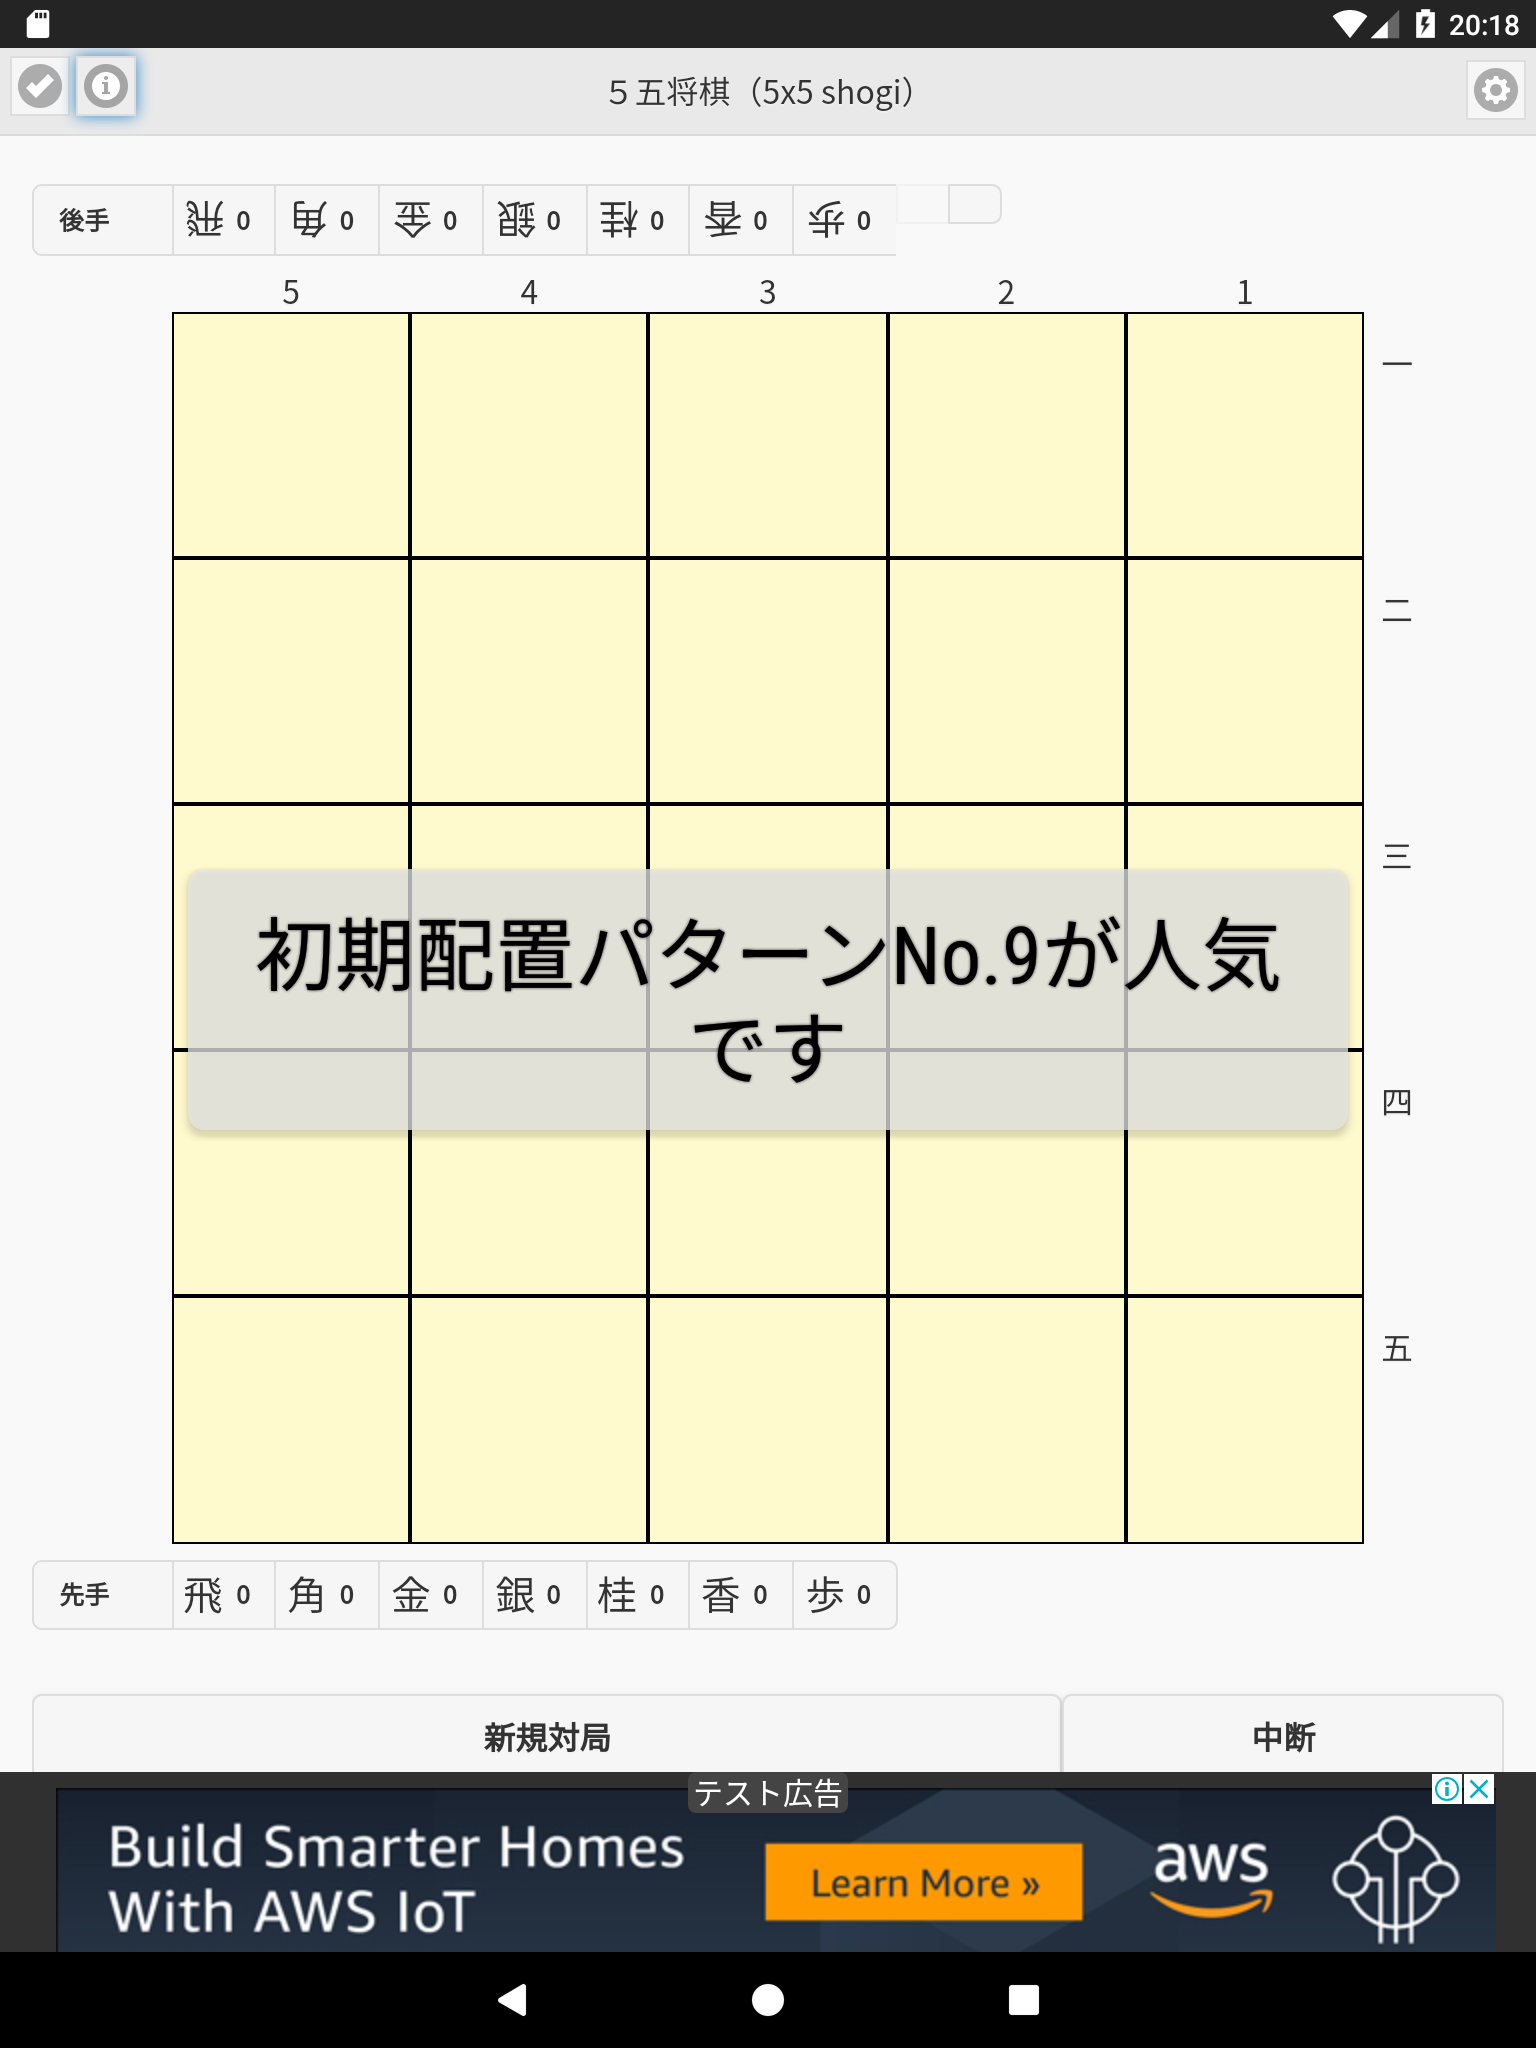 20:18
５五将棋（5x5 shogi）
後手 飛 0 角 0 金 0 銀 0 桂 0 香 0 歩 0
5 4 3 2 1
一
二
三
初期配置パターンNo.9が人気
です
四
五
先手 飛 0 角 0 金 0 銀 0 桂 0 香 0 歩 0
新規対局 中断
テスト広告
Build Smarter Homes
With AWS IoT
Learn More »
aws